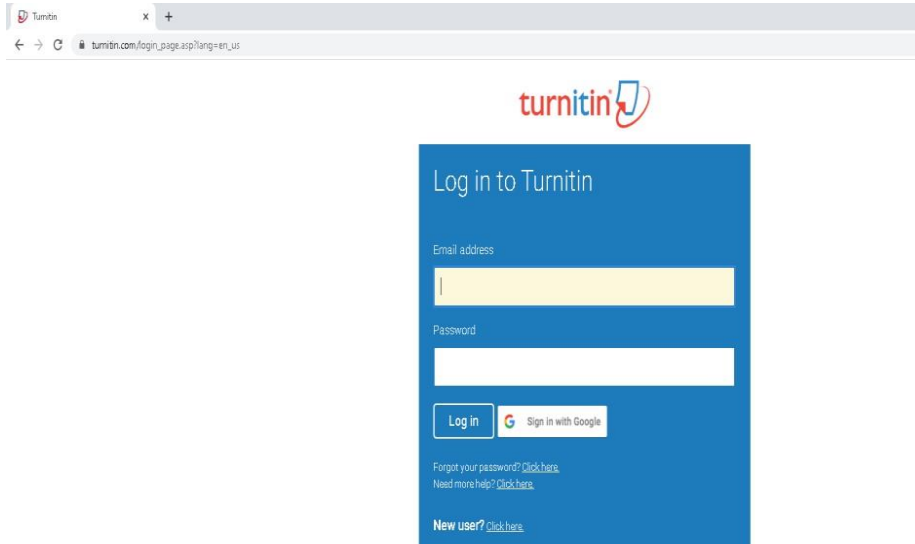 Turnitin
turnitin.com/login_page.asp?lang=en_us
turnitin
Log in to Turnitin
Email address
Password
Log in
Sign in with Google
Forgot your password? Click here.
Need more help? Click here.
New user? Click here.